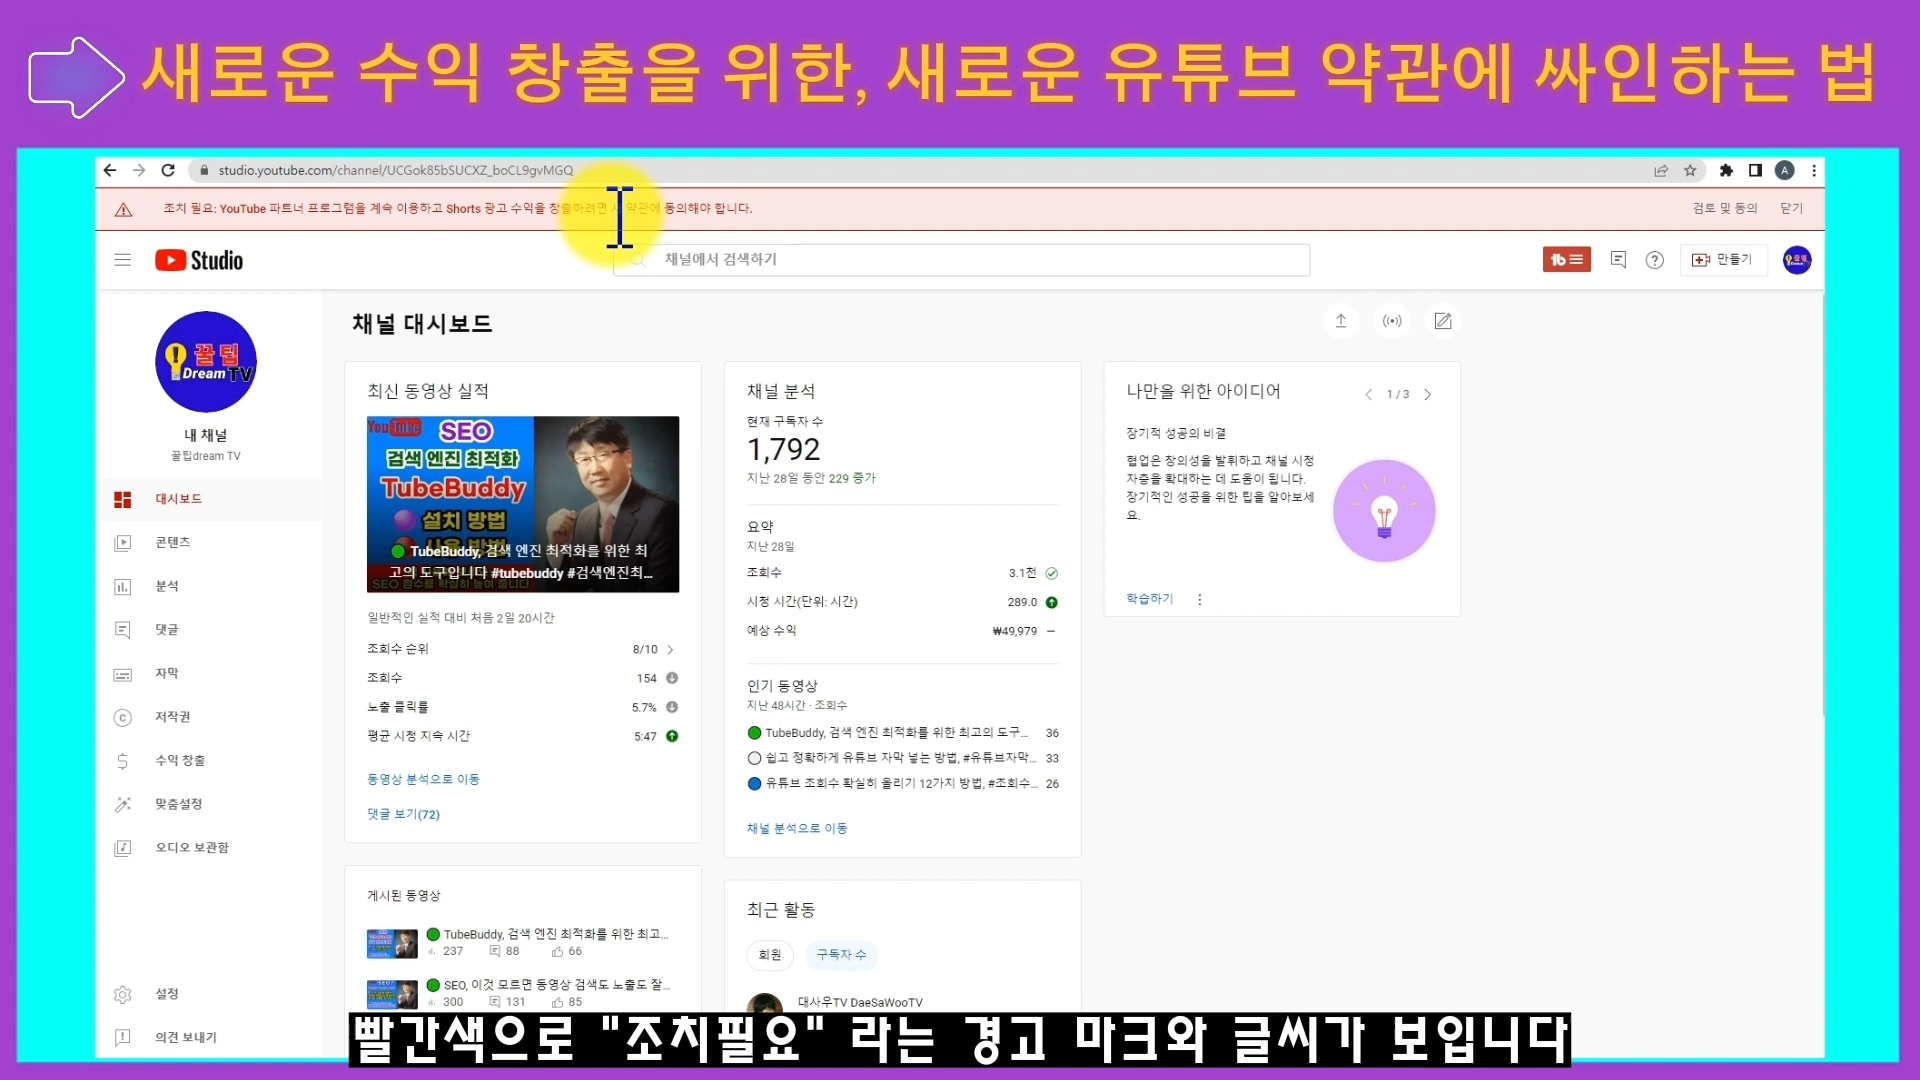 새로운 수익 창출을 위한, 새로운 유튜브 약관에 싸인하는 법
studio.youtube.com/channel/UCGok85bSUCXZ_boCL9gvMGQ
A
조치 필요: YouTube 파트너 프로그램을 계속 이용하고 Shorts 광고 수익을 창출하려면 새 약관에 동의해야 합니다.
검토 및 동의
닫기
Studio
채널에서 검색하기
만들기
꿀팁
Dream TV
내 채널
꿀팁dream TV
대시보드
콘텐츠
분석
댓글
자막
저작권
수익 창출
맞춤설정
오디오 보관함
설정
의견 보내기
채널 대시보드
최신 동영상 실적
YouTube SEO
검색 엔진 최적화
TubeBuddy
설치 방법
사용 방법
TubeBuddy, 검색 엔진 최적화를 위한 최
고의 도구입니다 #tubebuddy #검색엔진최...
일반적인 실적 대비 처음 2일 20시간
조회수 순위 8/10
조회수 154
노출 클릭률 5.7%
평균 시청 지속 시간 5:47
동영상 분석으로 이동
댓글 보기(72)
게시된 동영상
TubeBuddy, 검색 엔진 최적화를 위한 최고...
237 88 66
SEO, 이것 모르면 동영상 검색도 노출도 잘...
300 131 85
채널 분석
현재 구독자 수
1,792
지난 28일 동안 229 증가
요약
지난 28일
조회수 3.1천
시청 시간(단위: 시간) 289.0
예상 수익 ₩49,979 —
인기 동영상
지난 48시간 · 조회수
TubeBuddy, 검색 엔진 최적화를 위한 최고의 도구... 36
쉽고 정확하게 유튜브 자막 넣는 방법, #유튜브자막... 33
유튜브 조회수 확실히 올리기 12가지 방법, #조회수... 26
채널 분석으로 이동
최근 활동
회원
구독자 수
대사우TV DaeSaWooTV
나만을 위한 아이디어
1 / 3
장기적 성공의 비결
협업은 창의성을 발휘하고 채널 시청
자층을 확대하는 데 도움이 됩니다.
장기적인 성공을 위한 팁을 알아보세
요.
학습하기
빨간색으로 "조치필요" 라는 경고 마크와 글씨가 보입니다